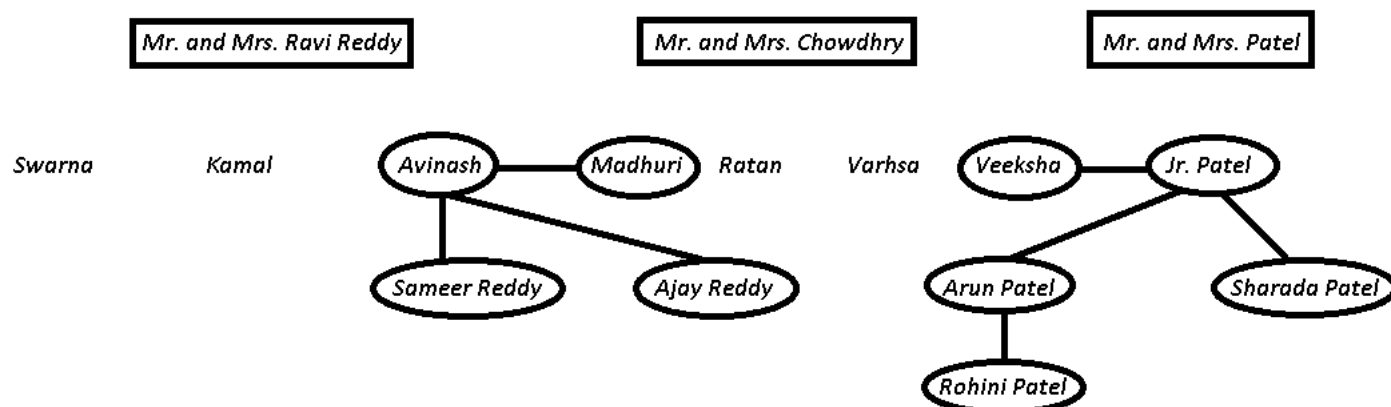 Mr. and Mrs. Ravi Reddy Mr. and Mrs. Chowdhry Mr. and Mrs. Patel
Swarna Kamal Avinash Madhuri Ratan Varhsa Veeksha Jr. Patel
Sameer Reddy Ajay Reddy Arun Patel Sharada Patel
Rohini Patel